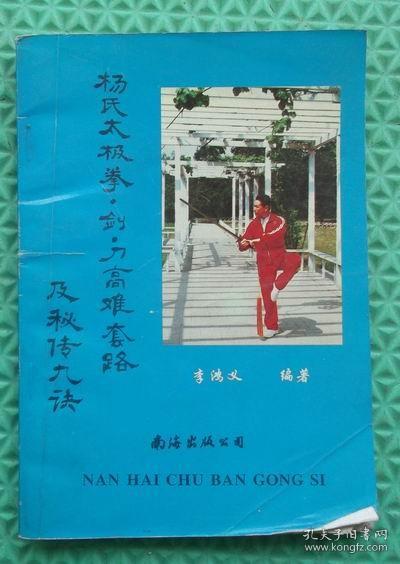 杨氏太极拳·剑·刀高难套路
及秘传九诀
李鸿义 编著
南海出版公司
NAN HAI CHU BAN GONG SI
孔夫子旧书网
www.kongfz.com